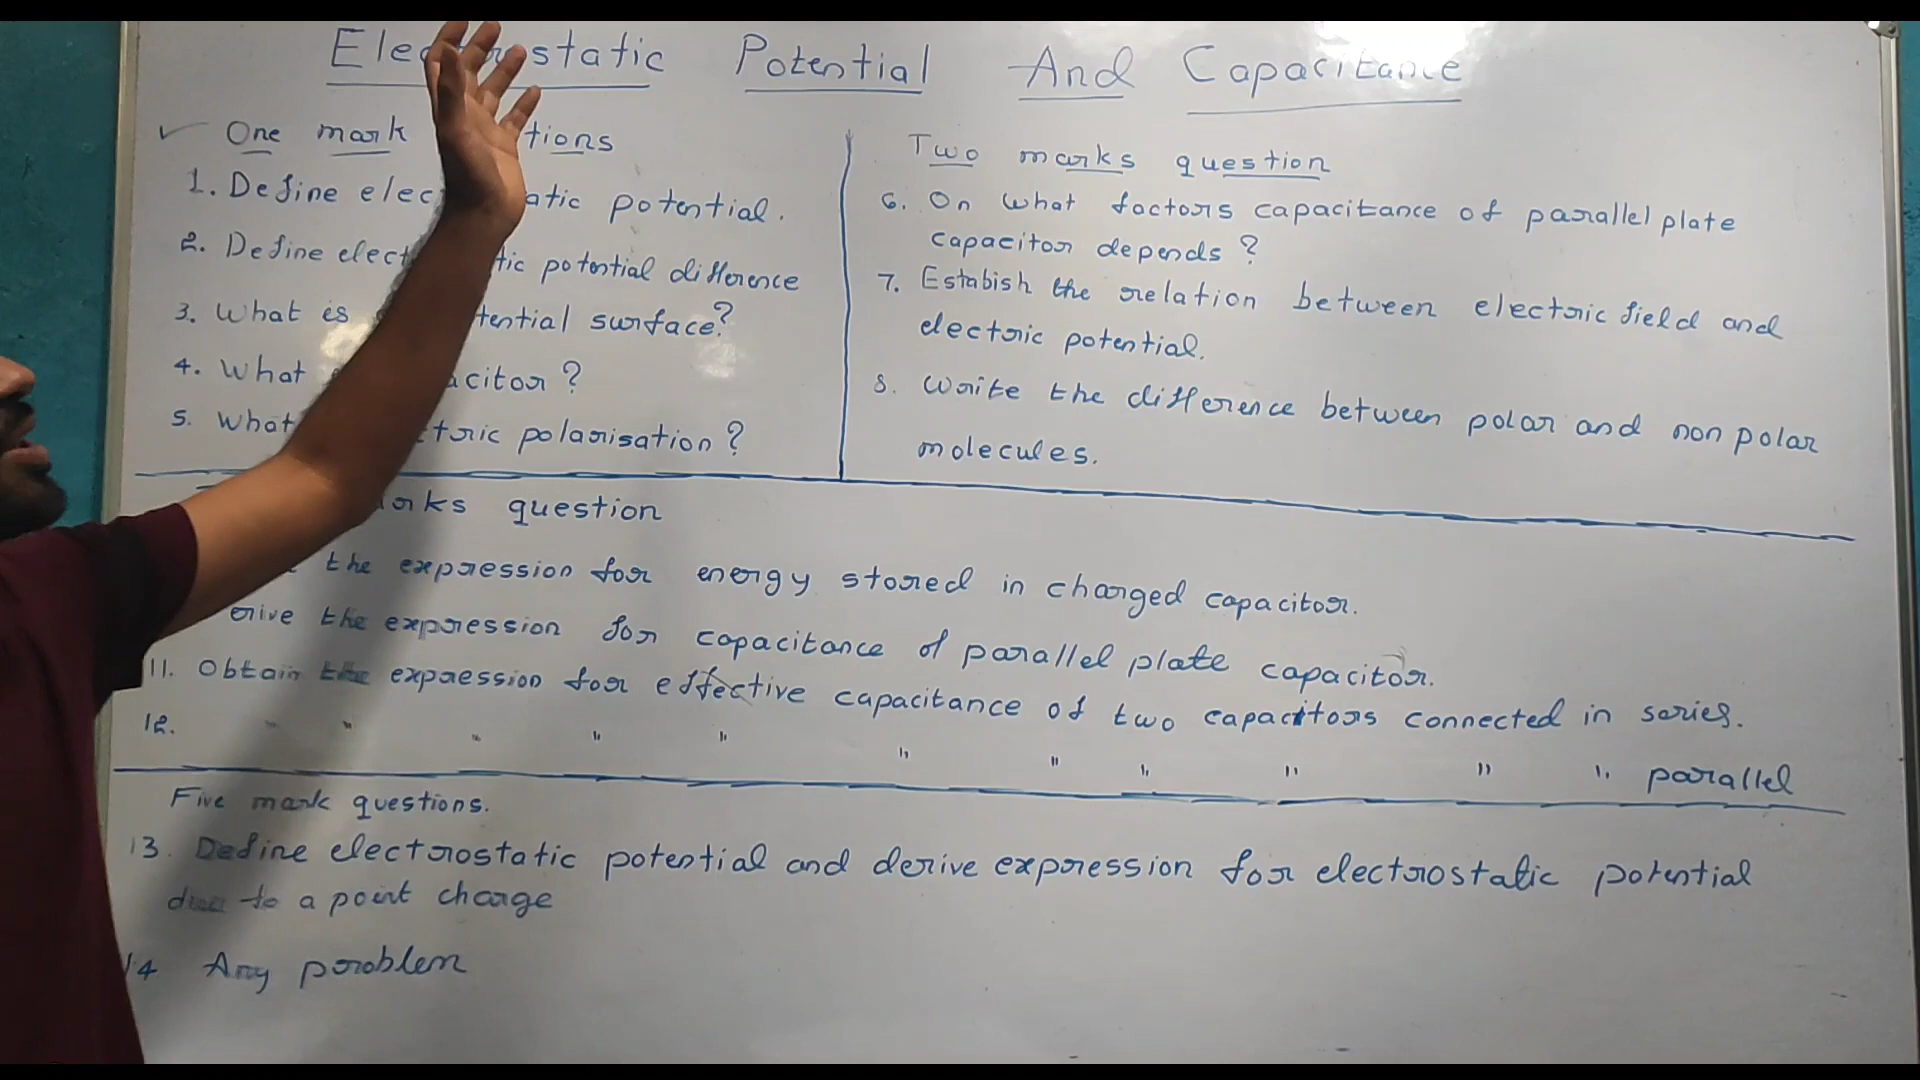 Electrostatic Potential And Capacitance
One mark tions
1. Define elec atic potential.
2. Define elect tic potential difference
3. What is tential surface?
4. What acitor?
5. What tric polarisation?
Two marks question
6. On what factors capacitance of parallel plate
capacitor depends?
7. Estabish the relation between electric field and
electric potential.
8. Write the difference between polar and non polar
molecules.
arks question
the expression for energy stored in charged capacitor.
erive the expression for capacitance of parallel plate capacitor.
11. Obtain the expression for effective capacitance of two capacitors connected in series.
12. " " " " " " " " " " " parallel
Five mark questions.
13. Define electrostatic potential and derive expression for electrostatic potential
due to a point charge
14 Any problem